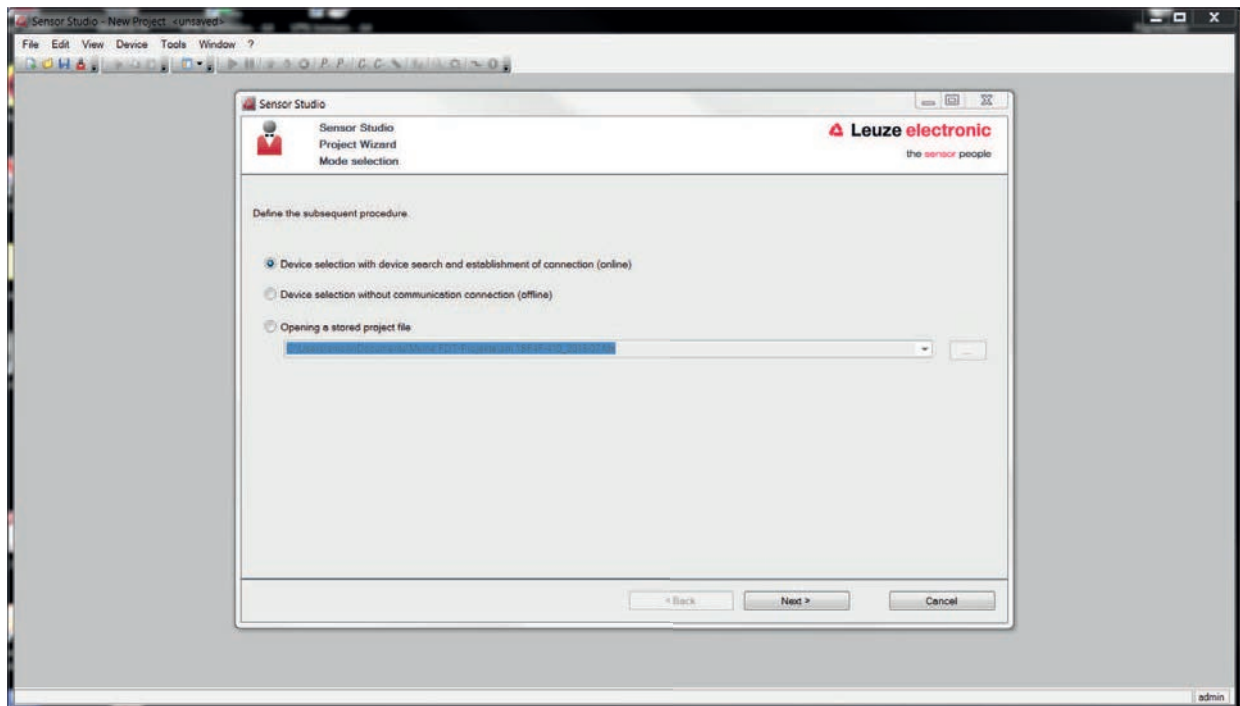 Sensor Studio - New Project <unsaved>
File Edit View Device Tools Window ?
Sensor Studio
Sensor Studio
Project Wizard
Mode selection
Leuze electronic
the sensor people
Define the subsequent procedure.
Device selection with device search and establishment of connection (online)
Device selection without communication connection (offline)
Opening a stored project file
...
< Back
Next >
Cancel
admin